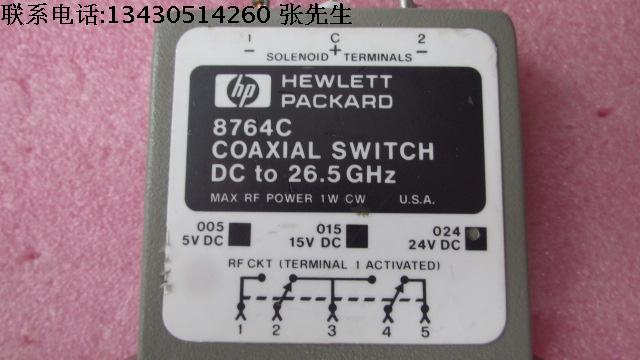 联系电话:13430514260 张先生
1 C 2
- + -
SOLENOID TERMINALS
hp HEWLETT
PACKARD
8764C
COAXIAL SWITCH
DC to 26.5GHz
MAX RF POWER 1W CW U.S.A.
005 015 024
5V DC 15V DC 24V DC
RF CKT (TERMINAL 1 ACTIVATED)
1 2 3 4 5